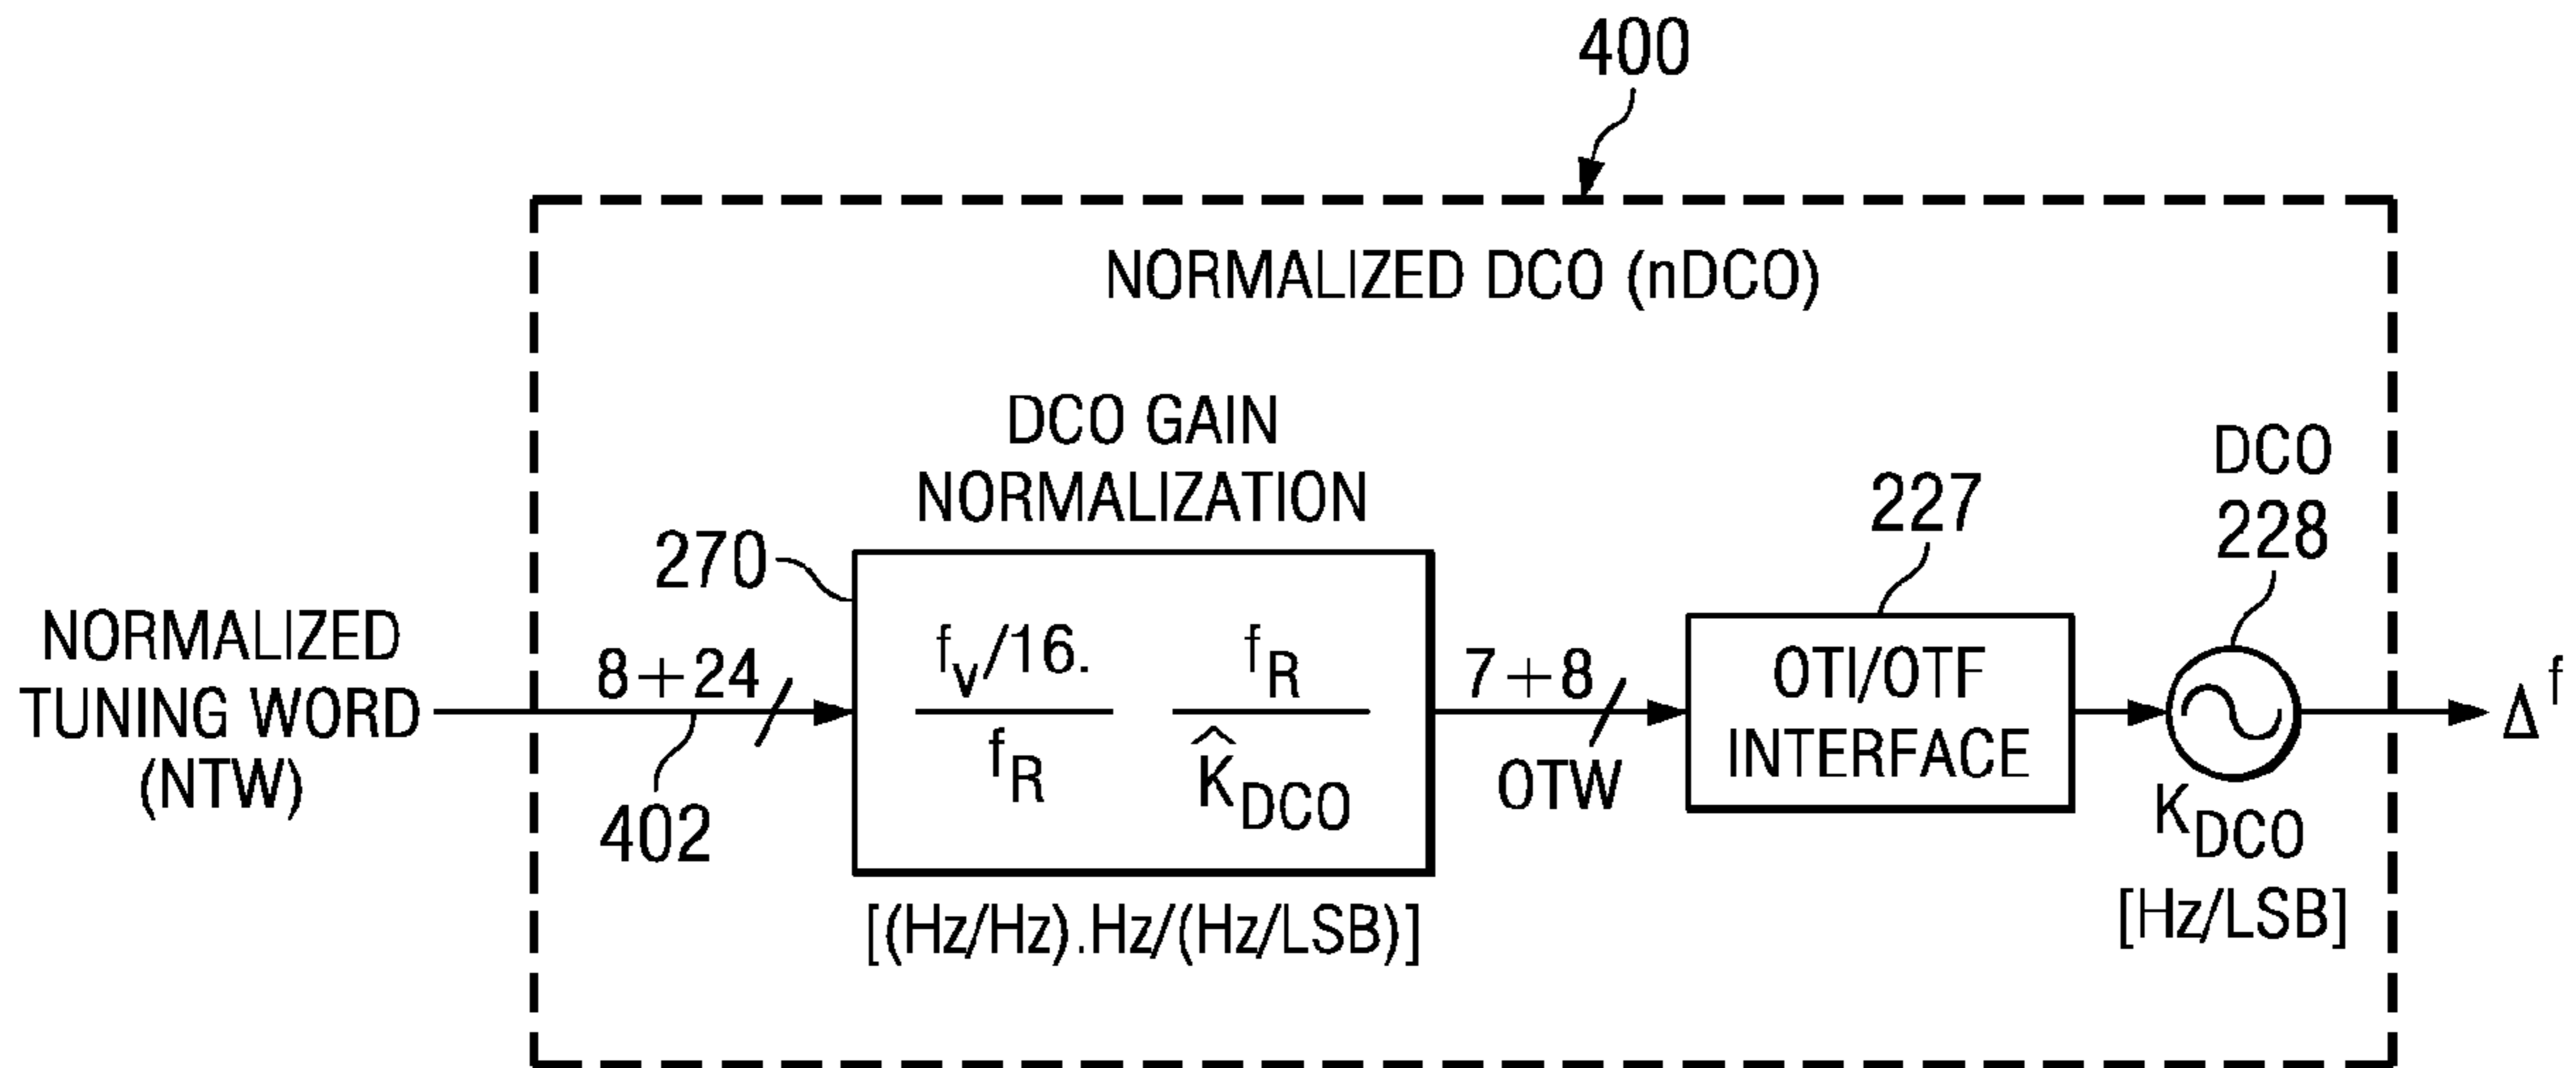 400
NORMALIZED DCO (nDCO)
DCO GAIN
NORMALIZATION
270
NORMALIZED
TUNING WORD
(NTW)
8+24
402
f_V/16.
f_R
f_R
K̂_DCO
[(Hz/Hz).Hz/(Hz/LSB)]
7+8
OTW
227
OTI/OTF
INTERFACE
DCO
228
K_DCO
[Hz/LSB]
Δf